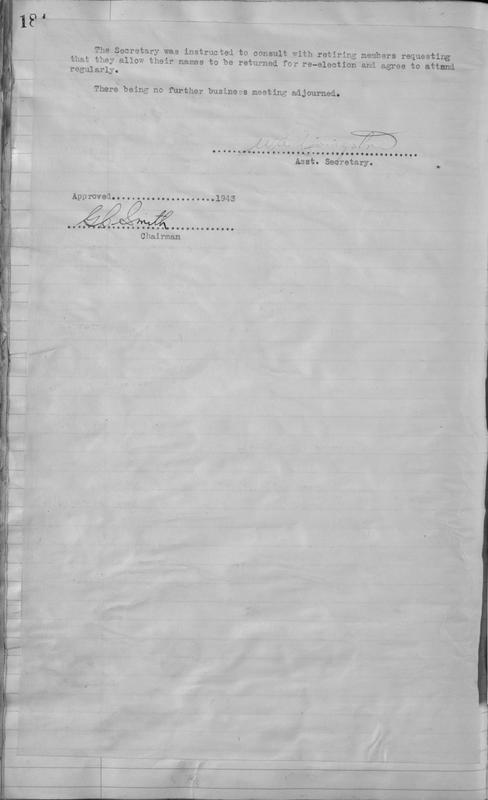 18
The Secretary was instructed to consult with retiring members requesting
that they allow their names to be returned for re-election and agree to attend
regularly.
There being no further business meeting adjourned.
Asst. Secretary.
Approved....................1943
Smith
Chairman